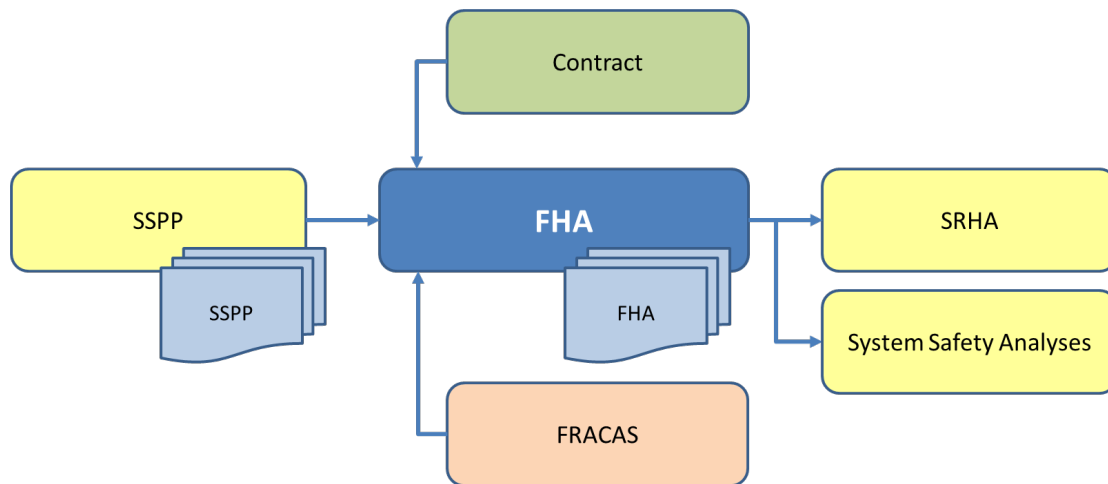 Contract
SSPP
FHA
SRHA
SSPP
FHA
System Safety Analyses
FRACAS